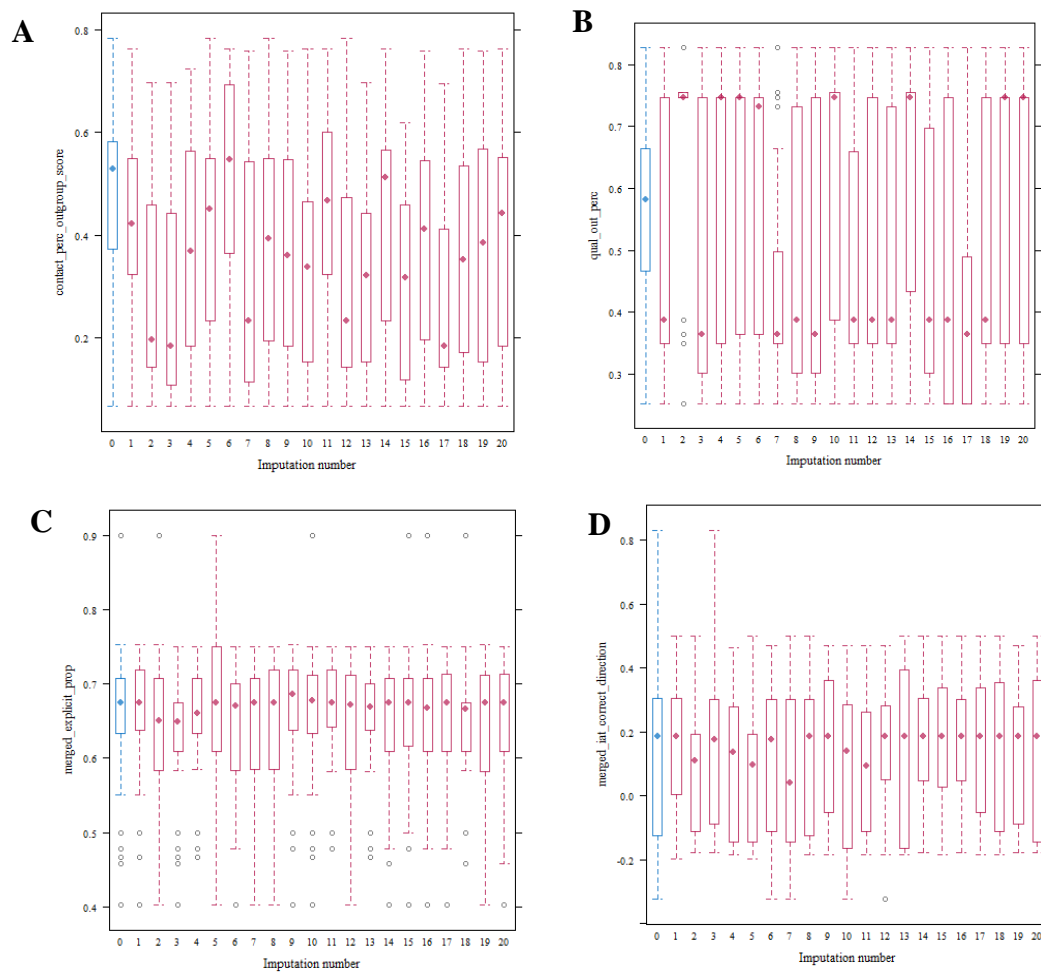 A
contact_perc_outgroup_score
0.8
0.6
0.4
0.2
0 1 2 3 4 5 6 7 8 9 10 11 12 13 14 15 16 17 18 19 20
Imputation number
B
qual_out_perc
0.8
0.7
0.6
0.5
0.4
0.3
0 1 2 3 4 5 6 7 8 9 10 11 12 13 14 15 16 17 18 19 20
Imputation number
C
merged_explicit_prop
0.9
0.8
0.7
0.6
0.5
0.4
0 1 2 3 4 5 6 7 8 9 10 11 12 13 14 15 16 17 18 19 20
Imputation number
D
merged_int_correct_direction
0.8
0.6
0.4
0.2
0.0
-0.2
0 1 2 3 4 5 6 7 8 9 10 11 12 13 14 15 16 17 18 19 20
Imputation number